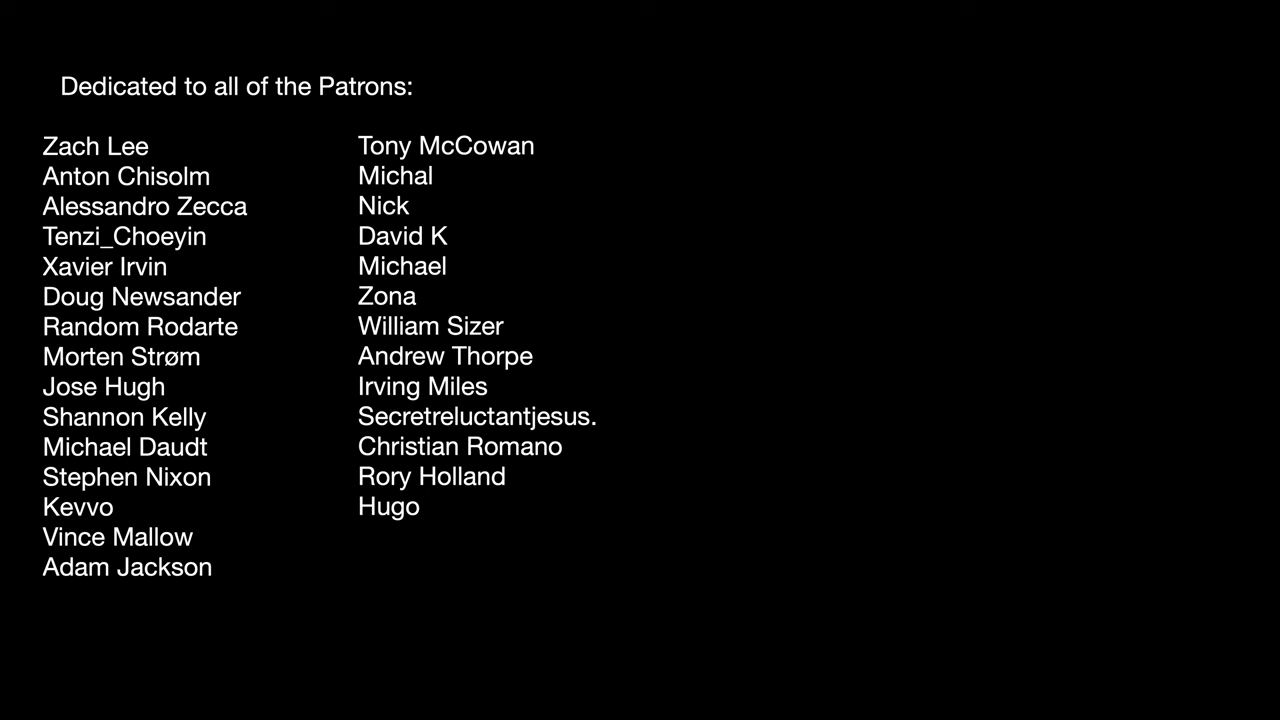 Dedicated to all of the Patrons:
Zach Lee
Anton Chisolm
Alessandro Zecca
Tenzi_Choeyin
Xavier Irvin
Doug Newsander
Random Rodarte
Morten Strøm
Jose Hugh
Shannon Kelly
Michael Daudt
Stephen Nixon
Kevvo
Vince Mallow
Adam Jackson
Tony McCowan
Michal
Nick
David K
Michael
Zona
William Sizer
Andrew Thorpe
Irving Miles
Secretreluctantjesus.
Christian Romano
Rory Holland
Hugo